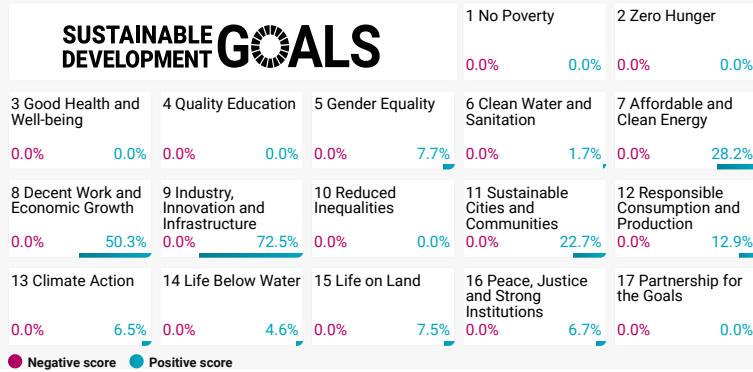 SUSTAINABLE
DEVELOPMENT
GOALS
1 No Poverty
0.0% 0.0%
2 Zero Hunger
0.0% 0.0%
3 Good Health and
Well-being
0.0% 0.0%
4 Quality Education
0.0% 0.0%
5 Gender Equality
0.0% 7.7%
6 Clean Water and
Sanitation
0.0% 1.7%
7 Affordable and
Clean Energy
0.0% 28.2%
8 Decent Work and
Economic Growth
0.0% 50.3%
9 Industry,
Innovation and
Infrastructure
0.0% 72.5%
10 Reduced
Inequalities
0.0% 0.0%
11 Sustainable
Cities and
Communities
0.0% 22.7%
12 Responsible
Consumption and
Production
0.0% 12.9%
13 Climate Action
0.0% 6.5%
14 Life Below Water
0.0% 4.6%
15 Life on Land
0.0% 7.5%
16 Peace, Justice
and Strong
Institutions
0.0% 6.7%
17 Partnership for
the Goals
0.0% 0.0%
Negative score Positive score